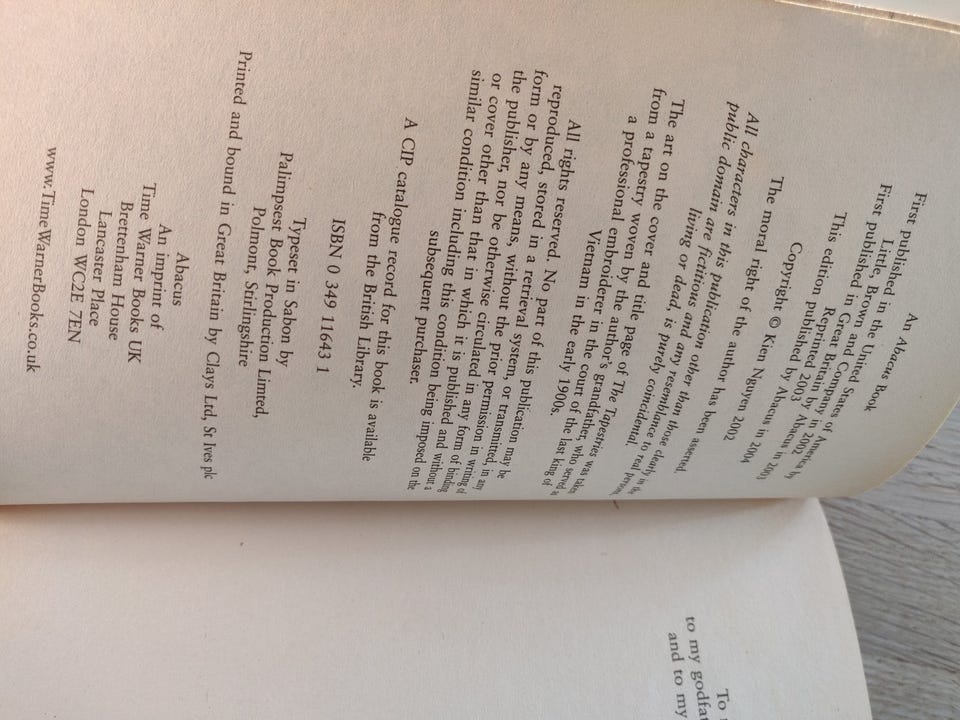 An Abacus Book
First published in the United States of America by
Little, Brown and Company in 2002
First published in Great Britain by Abacus in 2003
This edition published 2003
Reprinted by Abacus in 2004
Copyright © Kien Nguyen 2002
The moral right of the author has been asserted.
All characters in this publication other than those clearly in the
public domain are fictitious and any resemblance to real persons,
living or dead, is purely coincidental.
The art on the cover and title page of The Tapestries was taken
from a tapestry woven by the author's grandfather, who served as
a professional embroiderer in the court of the last king of
Vietnam in the early 1900s.
All rights reserved. No part of this publication may be
reproduced, stored in a retrieval system, or transmitted, in any
form or by any means, without the prior permission in writing of
the publisher, nor be otherwise circulated in any form of binding
or cover other than that in which it is published and without a
similar condition including this condition being imposed on the
subsequent purchaser.
A CIP catalogue record for this book is available
from the British Library.
ISBN 0 349 11643 1
Typeset in Sabon by
Palimpsest Book Production Limited,
Polmont, Stirlingshire
Printed and bound in Great Britain by Clays Ltd, St Ives plc
Abacus
An imprint of
Time Warner Books UK
Brettenham House
Lancaster Place
London WC2E 7EN
www.TimeWarnerBooks.co.uk
To
to my
and to my